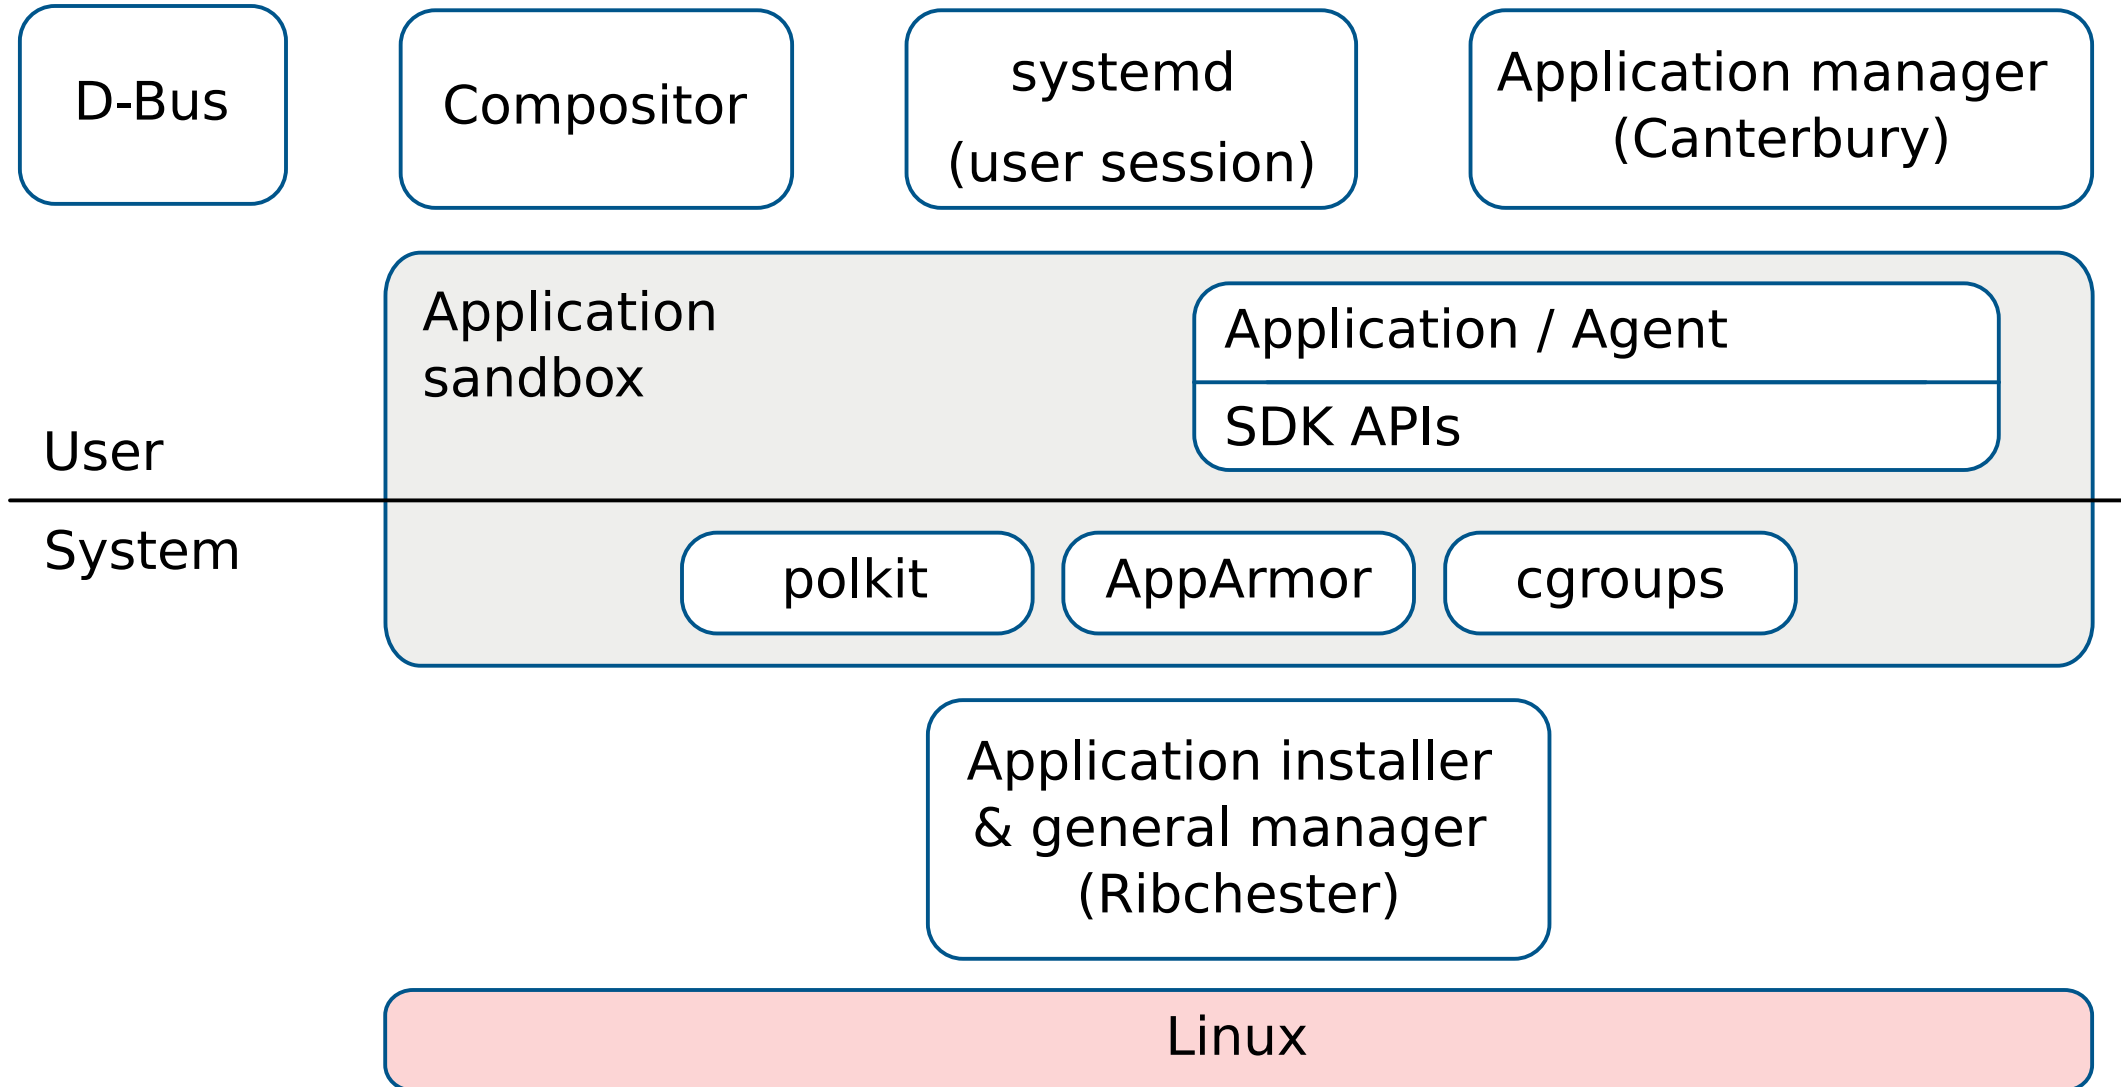 D-Bus
Compositor
systemd
(user session)
Application manager
(Canterbury)
Application
sandbox
Application / Agent
SDK APIs
User
System
polkit
AppArmor
cgroups
Application installer
& general manager
(Ribchester)
Linux